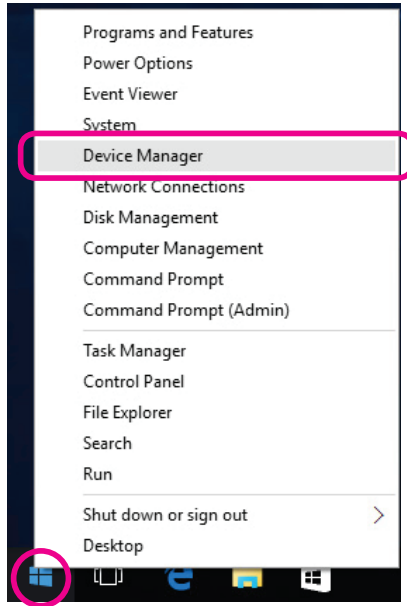 Programs and Features
Power Options
Event Viewer
System
Device Manager
Network Connections
Disk Management
Computer Management
Command Prompt
Command Prompt (Admin)
Task Manager
Control Panel
File Explorer
Search
Run
Shut down or sign out
Desktop